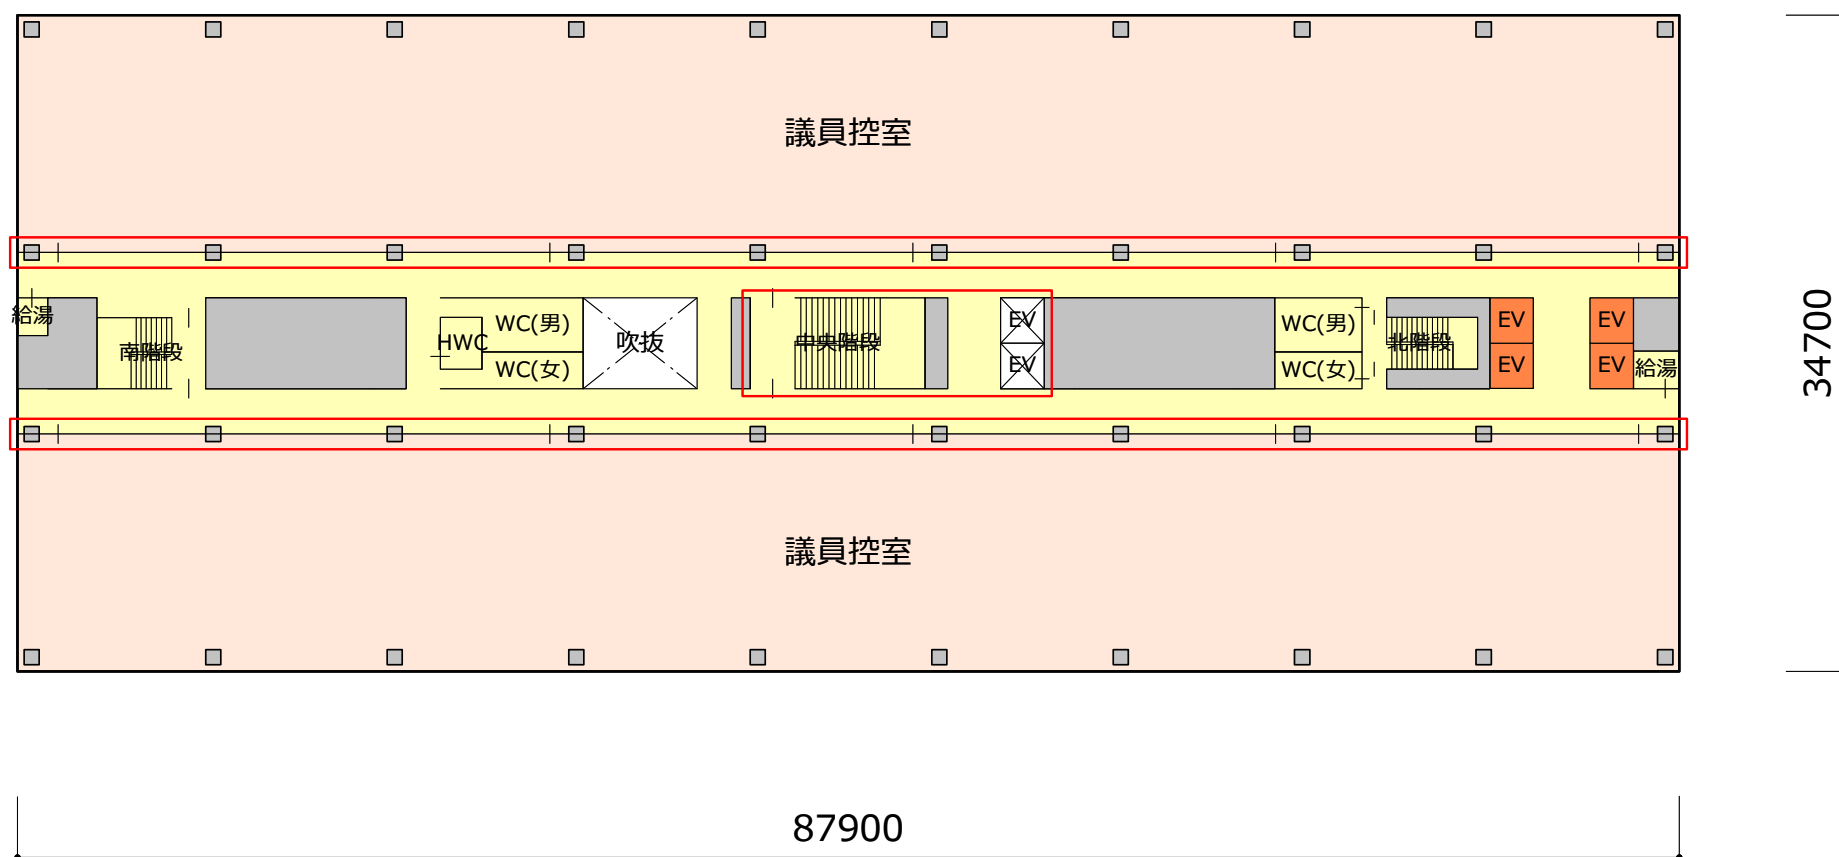 議員控室
34700
給湯
南階段
HWC
WC(男)
WC(女)
吹抜
中央階段
EV
EV
WC(男)
WC(女)
北階段
EV
EV
EV
EV
給湯
議員控室
87900